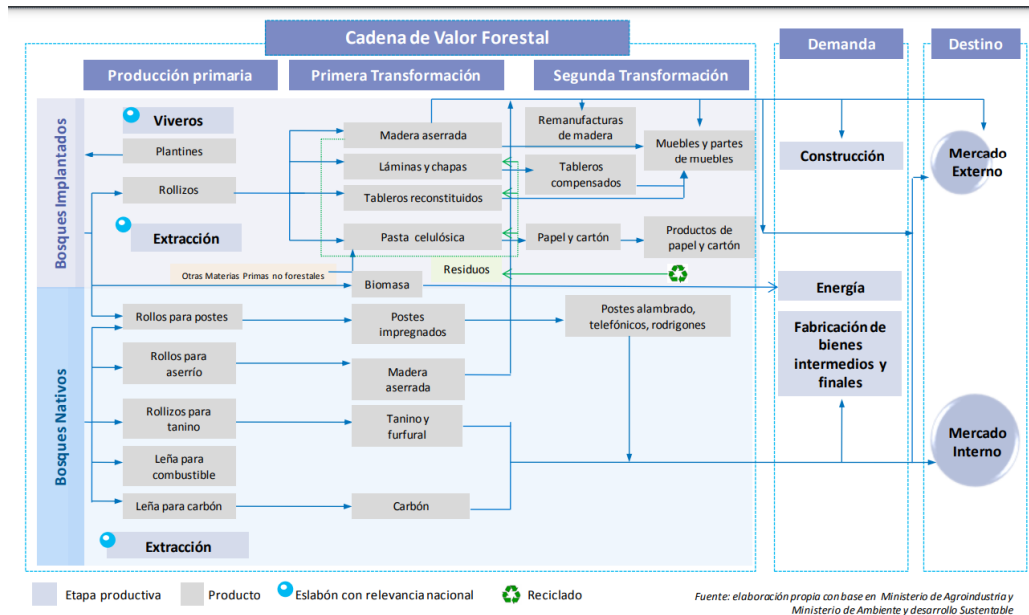 Cadena de Valor Forestal
Demanda
Destino
Producción primaria
Primera Transformación
Segunda Transformación
Bosques Implantados
Viveros
Plantines
Rollizos
Extracción
Madera aserrada
Láminas y chapas
Tableros reconstituidos
Pasta celulósica
Otras Materias Primas no forestales
Residuos
Biomasa
Remanufacturas
de madera
Tableros
compensados
Papel y cartón
Muebles y partes
de muebles
Productos de
papel y cartón
Construcción
Energía
Fabricación de
bienes
intermedios y
finales
Mercado
Externo
Mercado
Interno
Bosques Nativos
Rollos para postes
Rollos para
aserrío
Rollizos para
tanino
Leña para
combustible
Leña para carbón
Extracción
Postes
impregnados
Madera
aserrada
Tanino y
furfural
Carbón
Postes alambrado,
telefónicos, rodrigones
Etapa productiva
Producto
Eslabón con relevancia nacional
Reciclado
Fuente: elaboración propia con base en Ministerio de Agroindustria y
Ministerio de Ambiente y desarrollo Sustentable